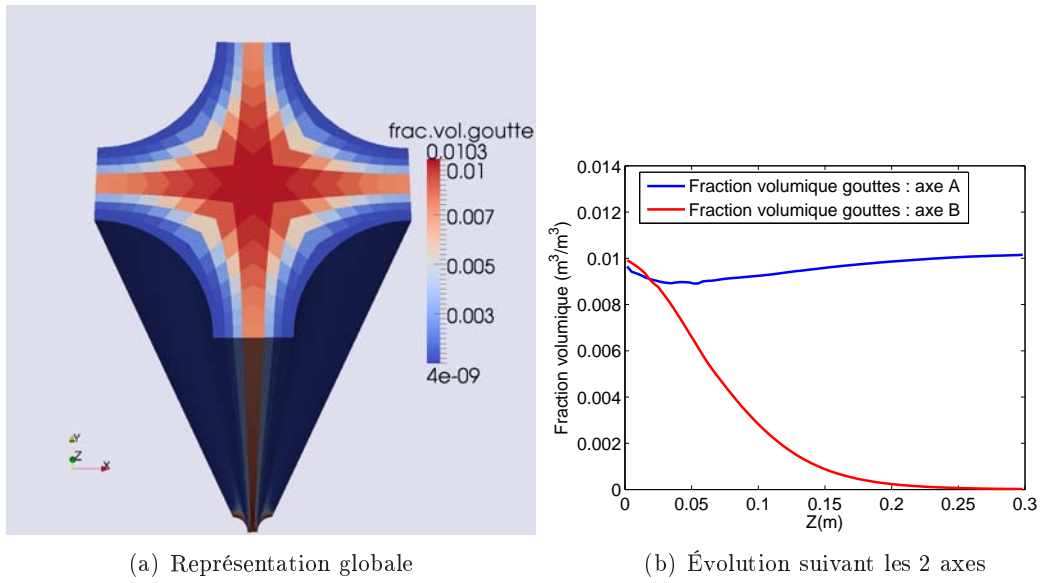 frac.vol.goutte
0.0103
0.01
0.007
0.005
0.003
4e-09
Y
Z
X
(a) Représentation globale
Fraction volumique gouttes : axe A
Fraction volumique gouttes : axe B
Fraction volumique (m³/m³)
0.014
0.012
0.01
0.008
0.006
0.004
0.002
0
0 0.05 0.1 0.15 0.2 0.25 0.3
Z(m)
(b) Évolution suivant les 2 axes